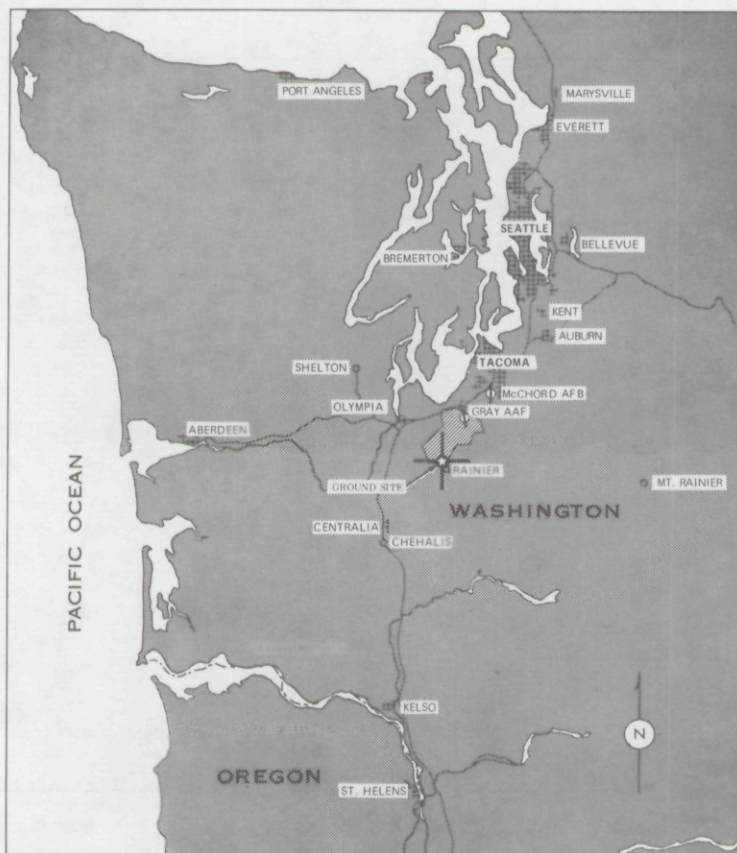 PORT ANGELES
MARYSVILLE
EVERETT
SEATTLE
BELLEVUE
BREMERTON
KENT
AUBURN
TACOMA
SHELTON
McCHORD AFB
OLYMPIA
GRAY AAF
ABERDEEN
RAINIER
GROUND SITE
MT. RAINIER
WASHINGTON
CENTRALIA
CHEHALIS
PACIFIC OCEAN
KELSO
N
OREGON
ST. HELENS